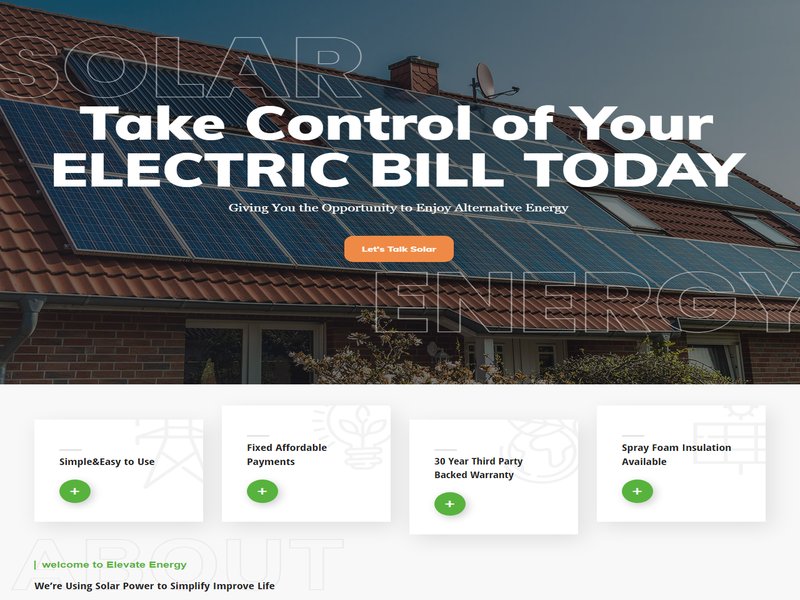 SOLAR
Take Control of Your
ELECTRIC BILL TODAY
Giving You the Opportunity to Enjoy Alternative Energy
Let's Talk Solar
ENERGY
Simple&Easy to Use
Fixed Affordable
Payments
30 Year Third Party
Backed Warranty
Spray Foam Insulation
Available
ABOUT
welcome to Elevate Energy
We're Using Solar Power to Simplify Improve Life